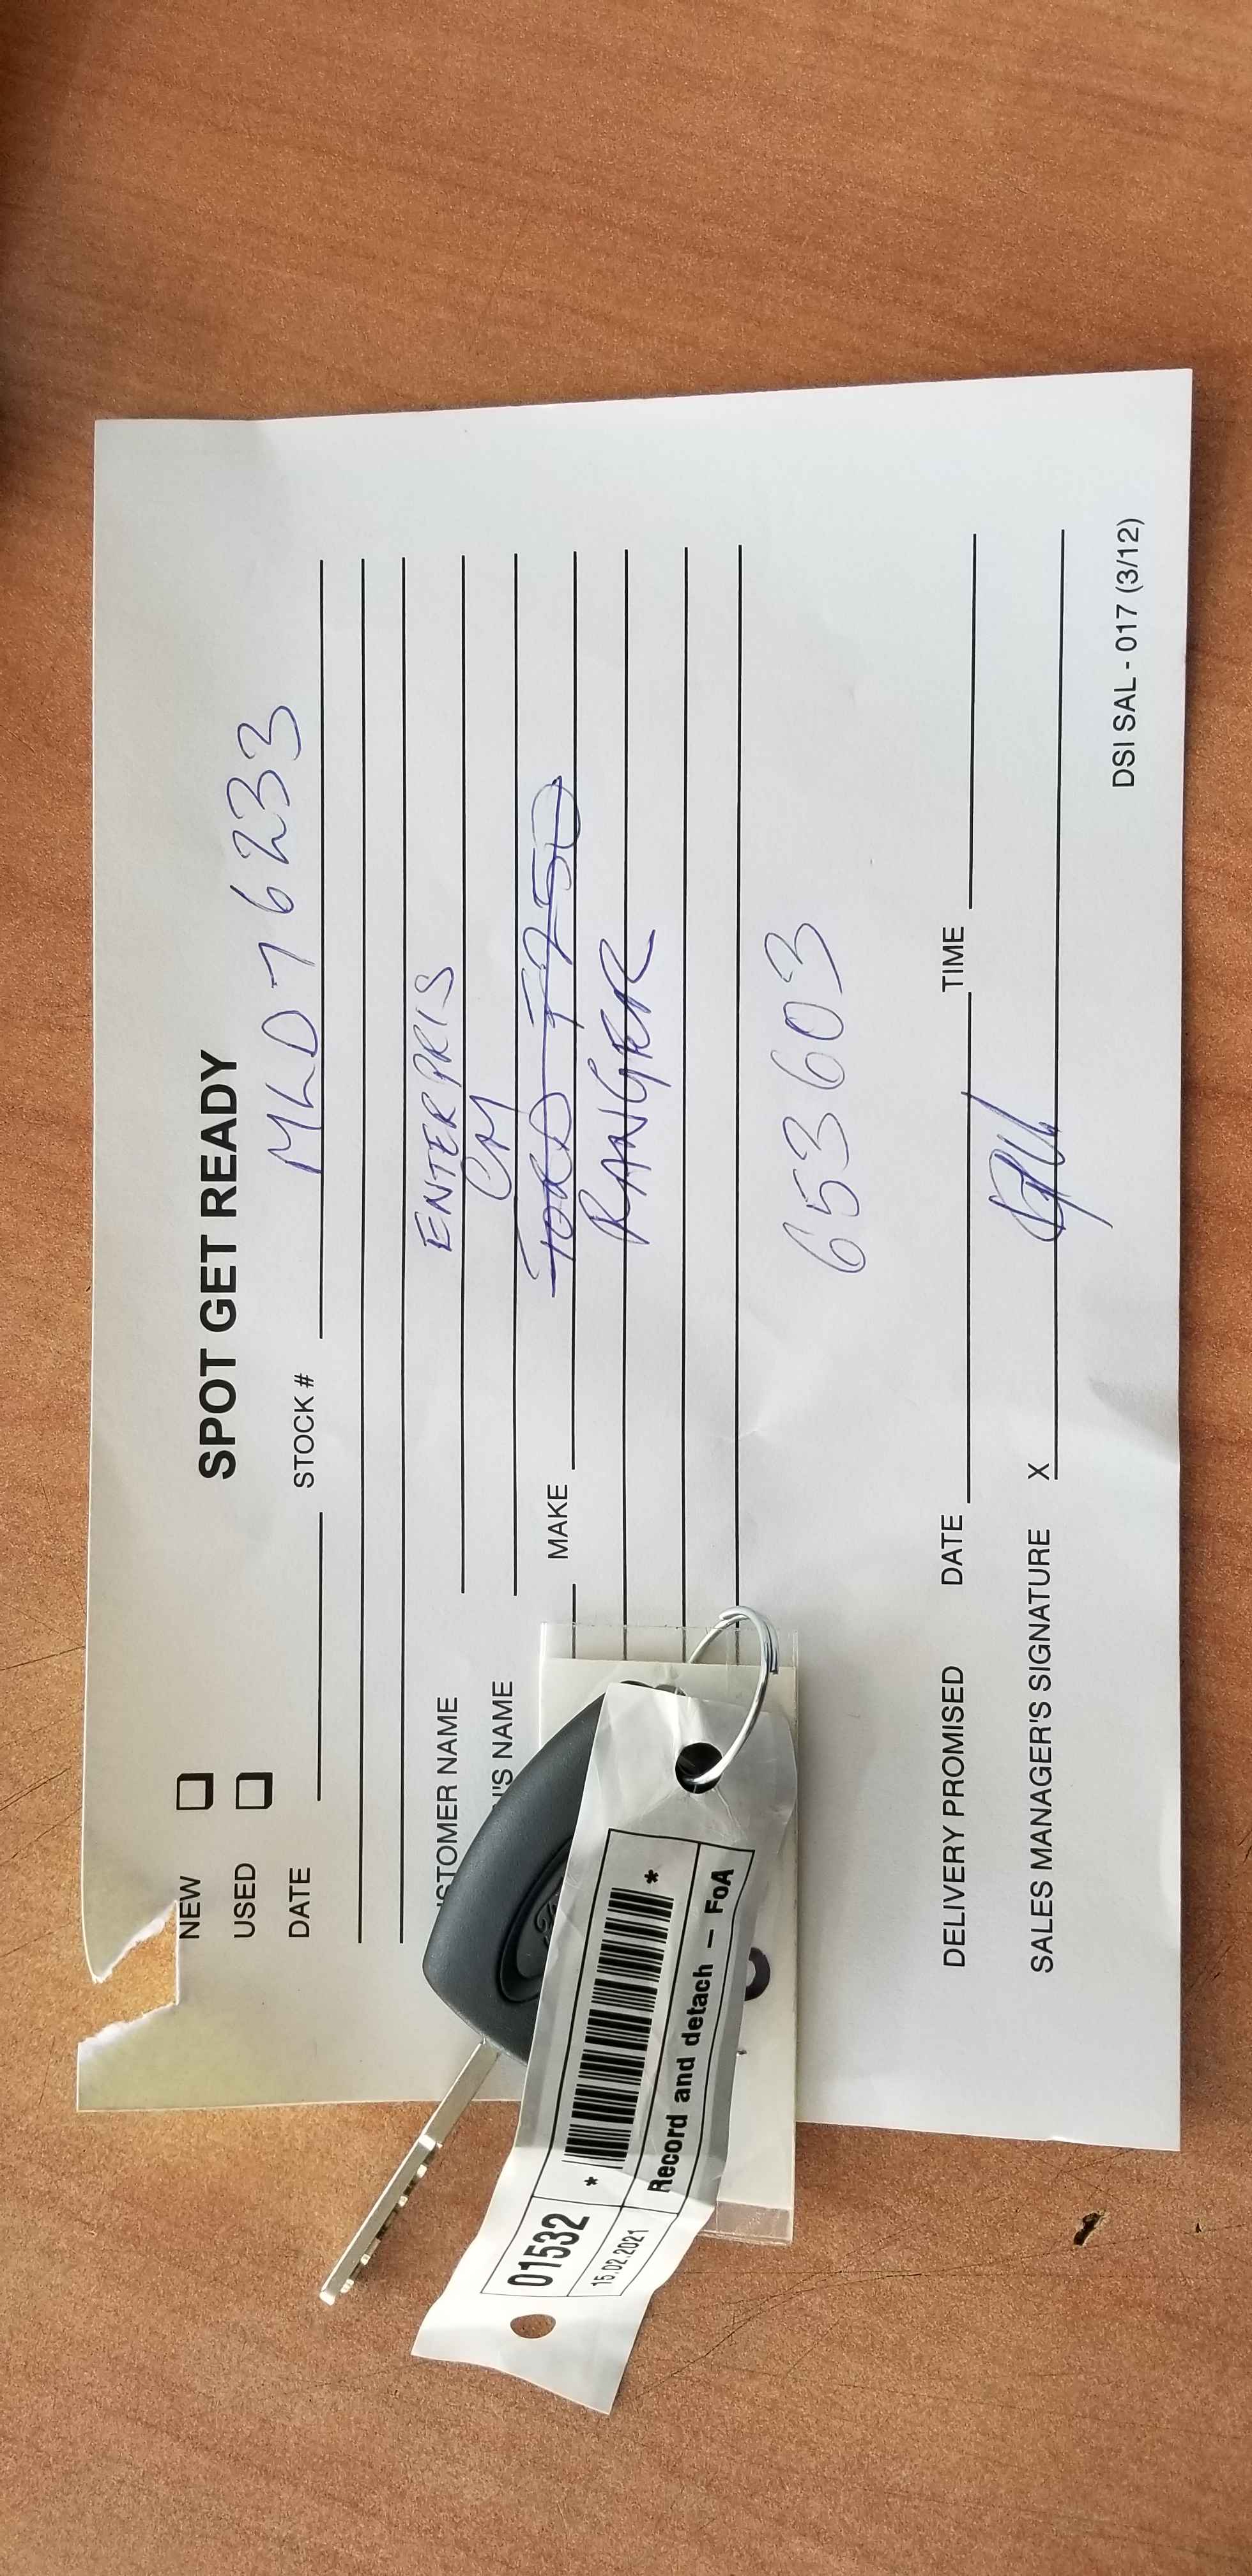 SPOT GET READY
NEW
USED
DATE STOCK # MLD76233
STOMER NAME ENTERPRIS
'S NAME CM
MAKE FORD F250
RANGER
653603
DELIVERY PROMISED DATE TIME
SALES MANAGER'S SIGNATURE X
DSI SAL - 017 (3/12)
01532 * *
15.02.2021 Record and detach – FoA